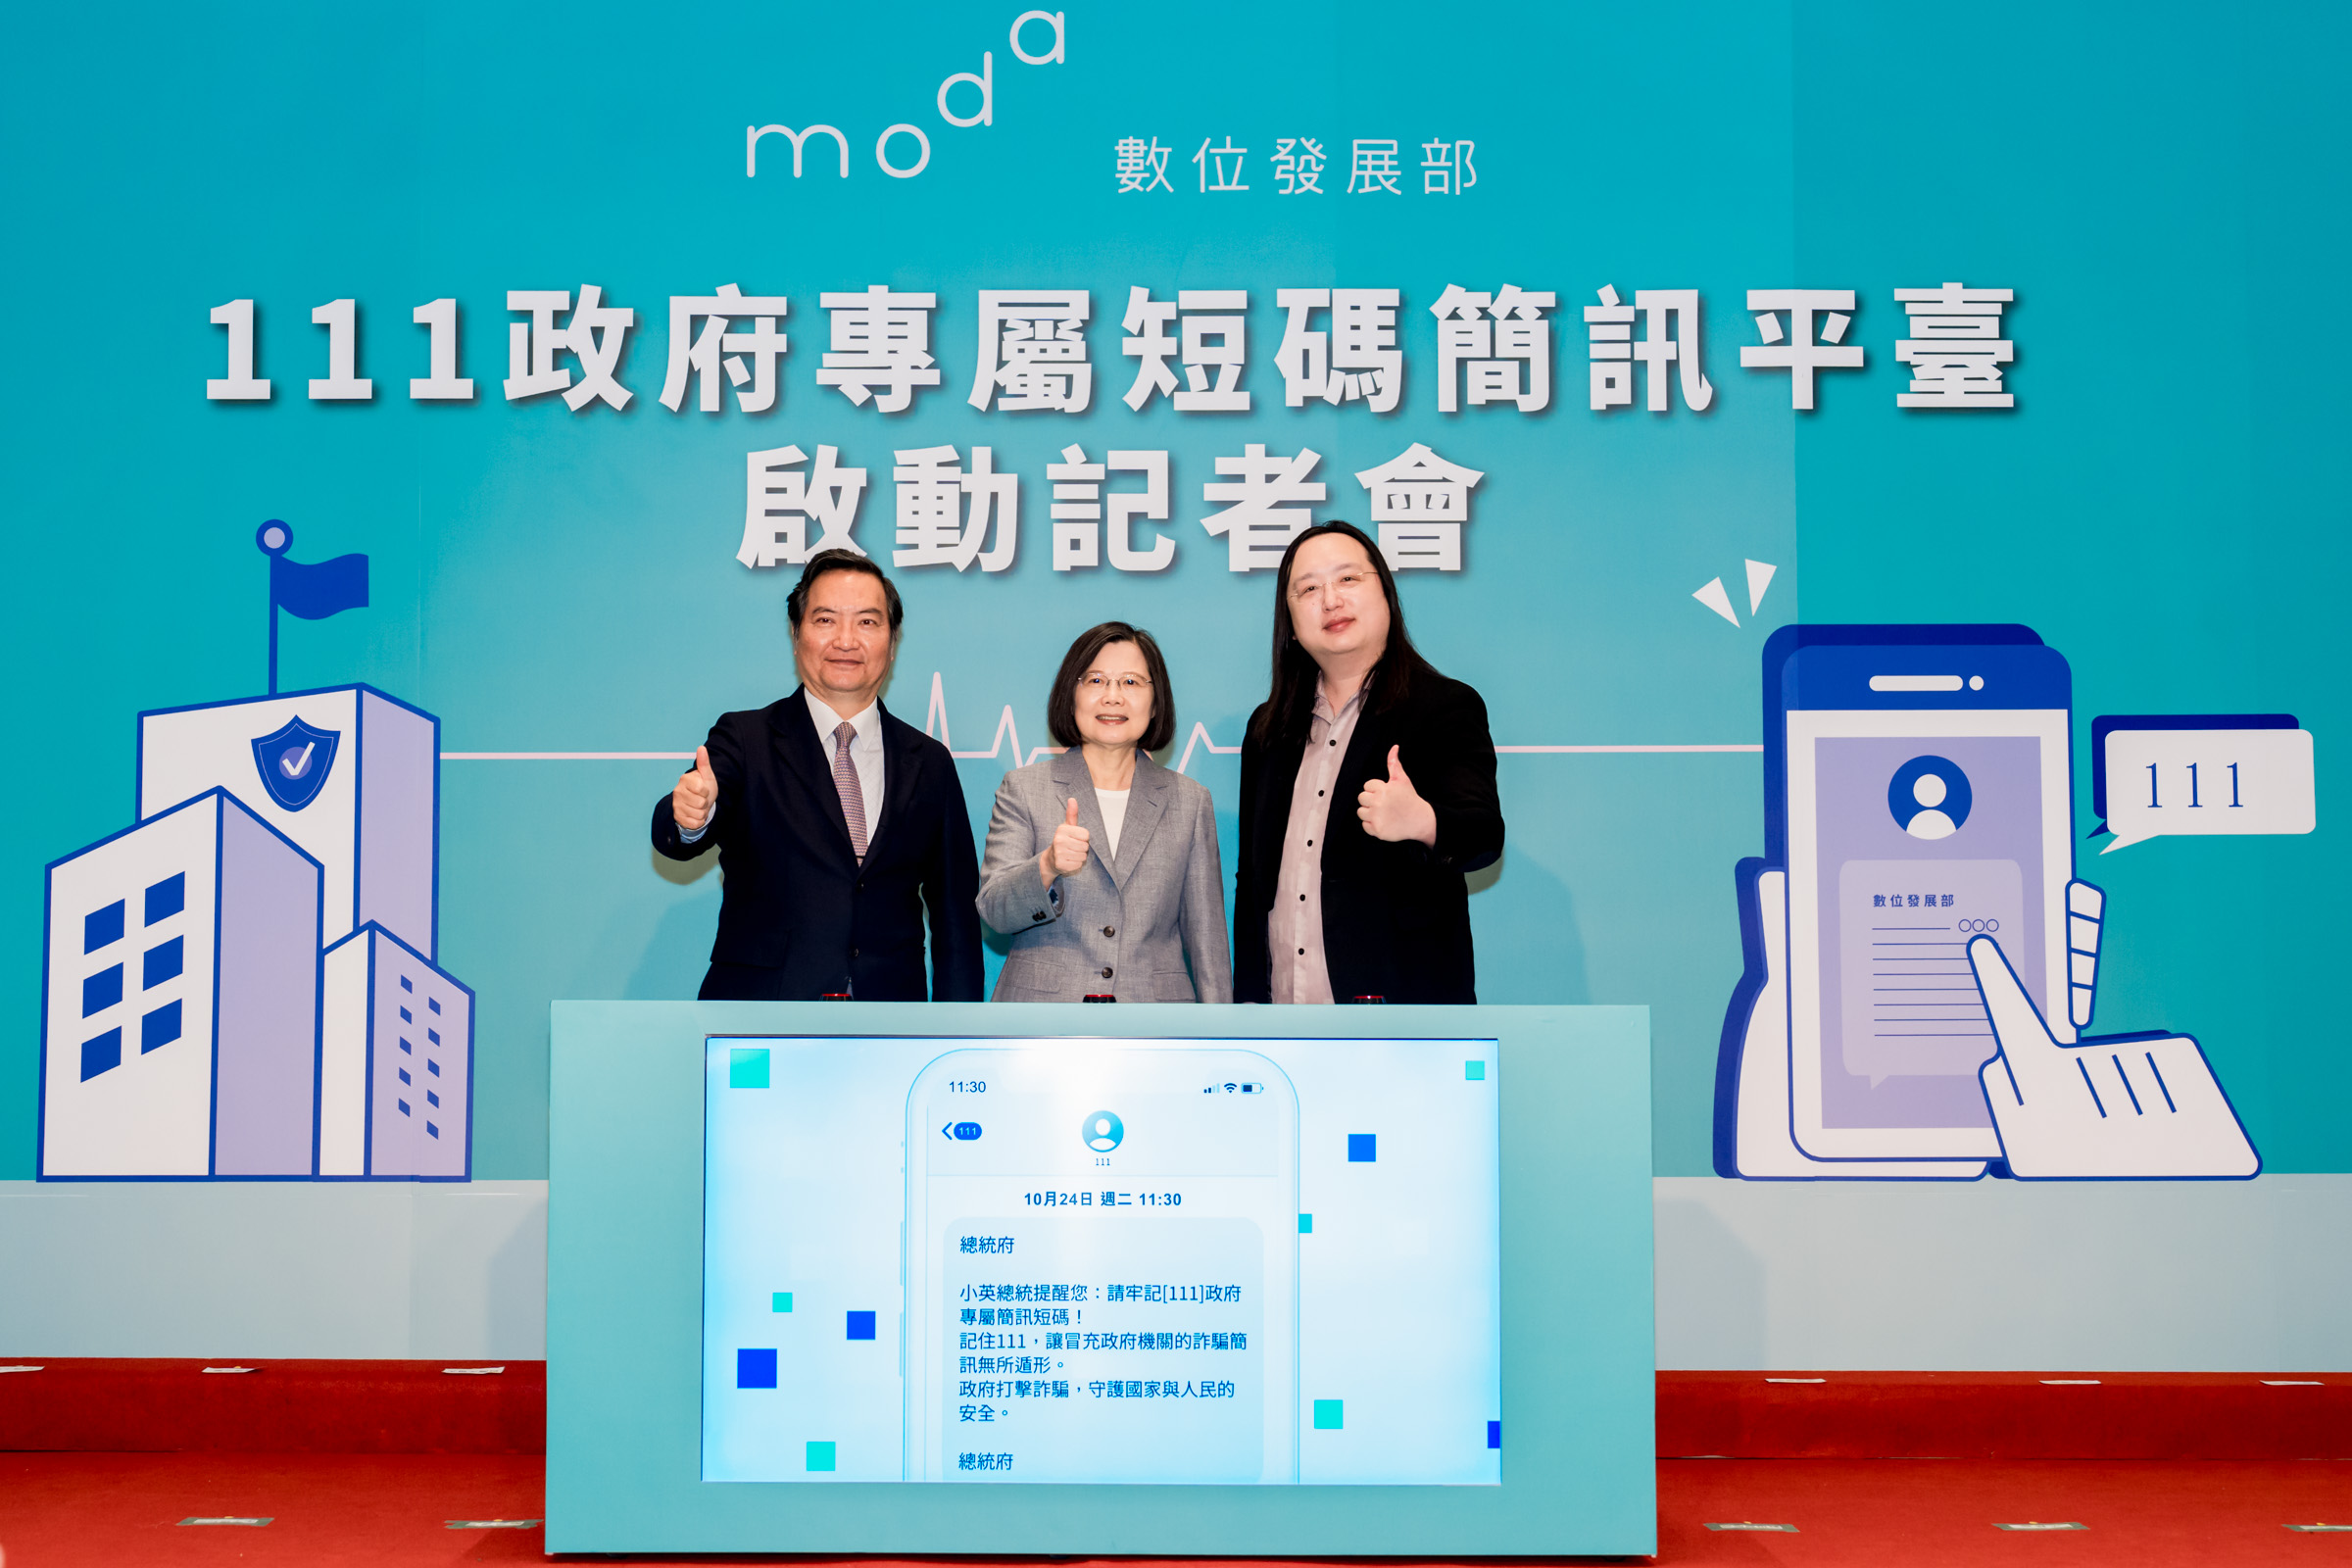 moda 數位發展部
111政府專屬短碼簡訊平臺
啟動記者會
111
數位發展部
11:30
111
111
10月24日 週二 11:30
總統府
小英總統提醒您：請牢記[111]政府
專屬簡訊短碼！
記住111，讓冒充政府機關的詐騙簡
訊無所遁形。
政府打擊詐騙，守護國家與人民的
安全。
總統府